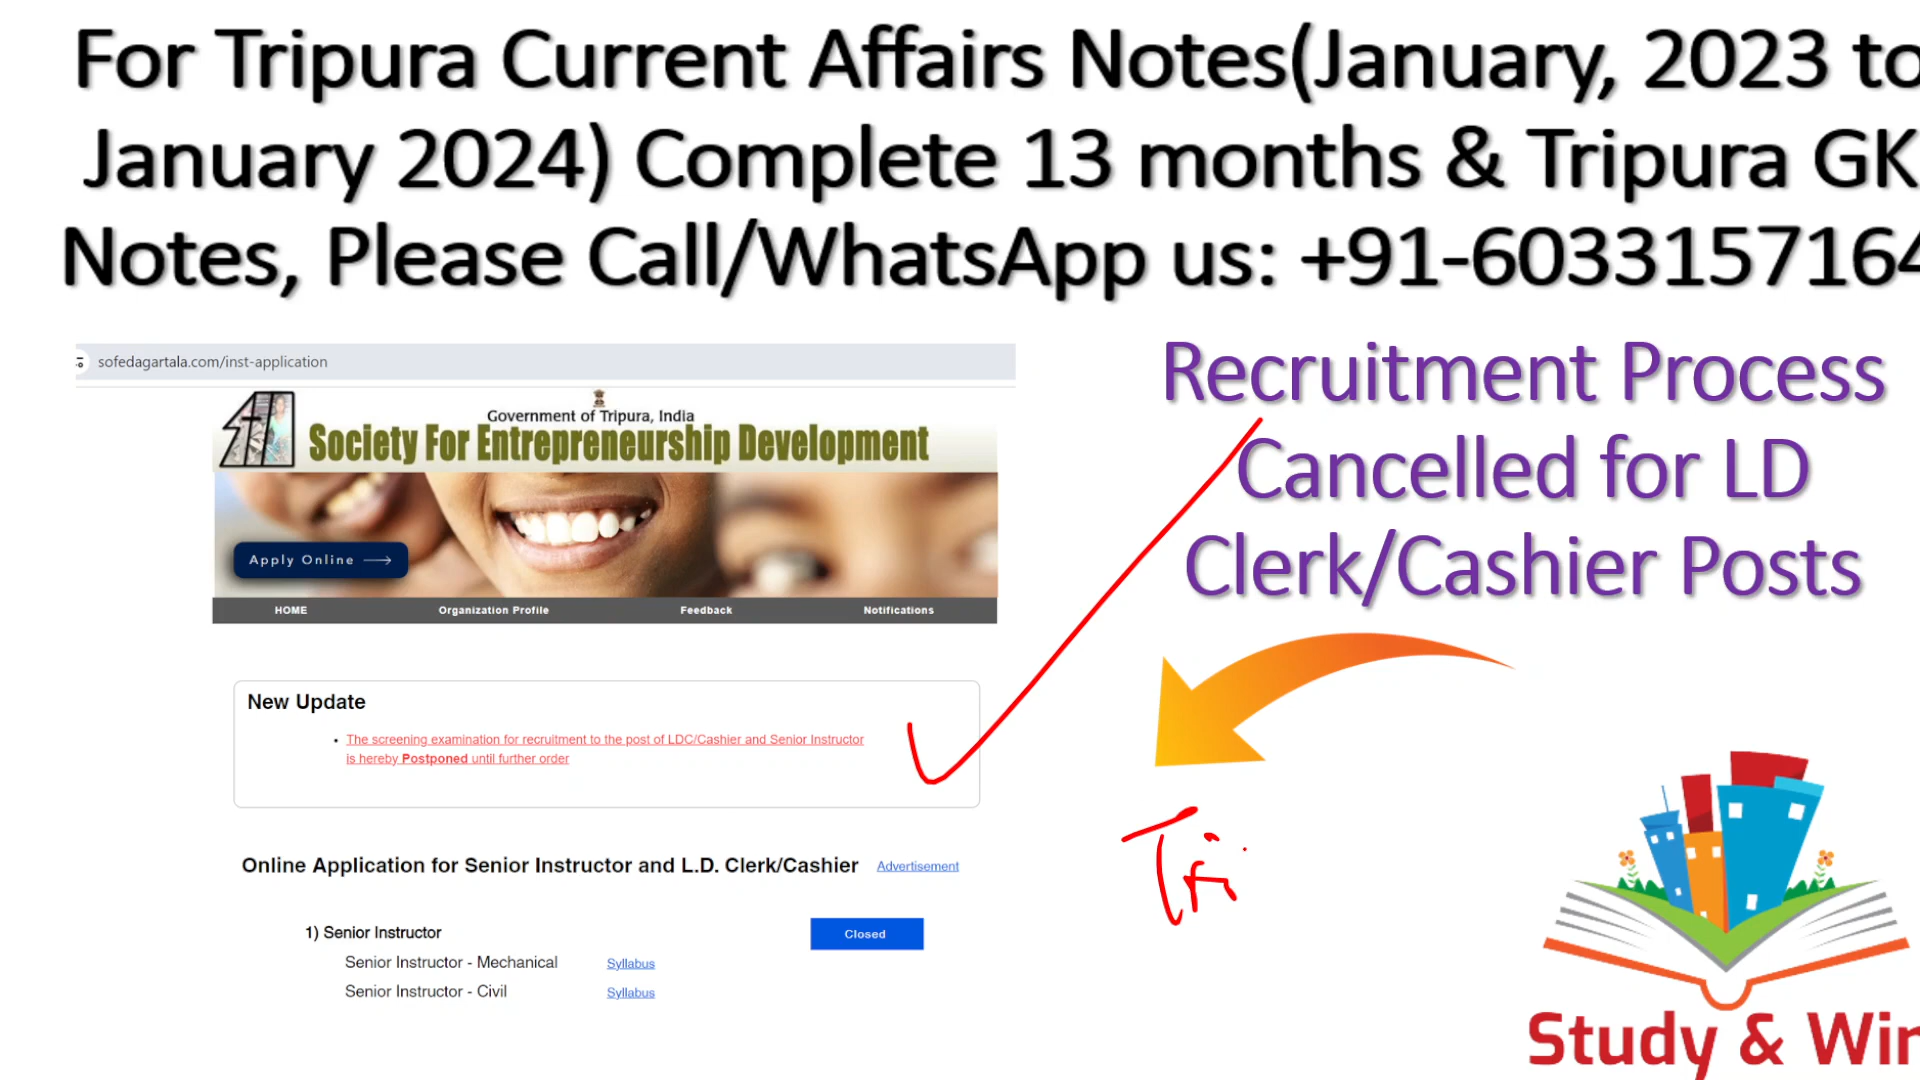 For Tripura Current Affairs Notes(January, 2023 to
January 2024) Complete 13 months & Tripura GK
Notes, Please Call/WhatsApp us: +91-6033157164
sofedagartala.com/inst-application
Government of Tripura, India
Society For Entrepreneurship Development
Apply Online
HOME Organization Profile Feedback Notifications
New Update
• The screening examination for recruitment to the post of LDC/Cashier and Senior Instructor
is hereby Postponed until further order
Online Application for Senior Instructor and L.D. Clerk/Cashier Advertisement
1) Senior Instructor Closed
Senior Instructor - Mechanical Syllabus
Senior Instructor - Civil Syllabus
Recruitment Process
Cancelled for LD
Clerk/Cashier Posts
Tri
Study & Win